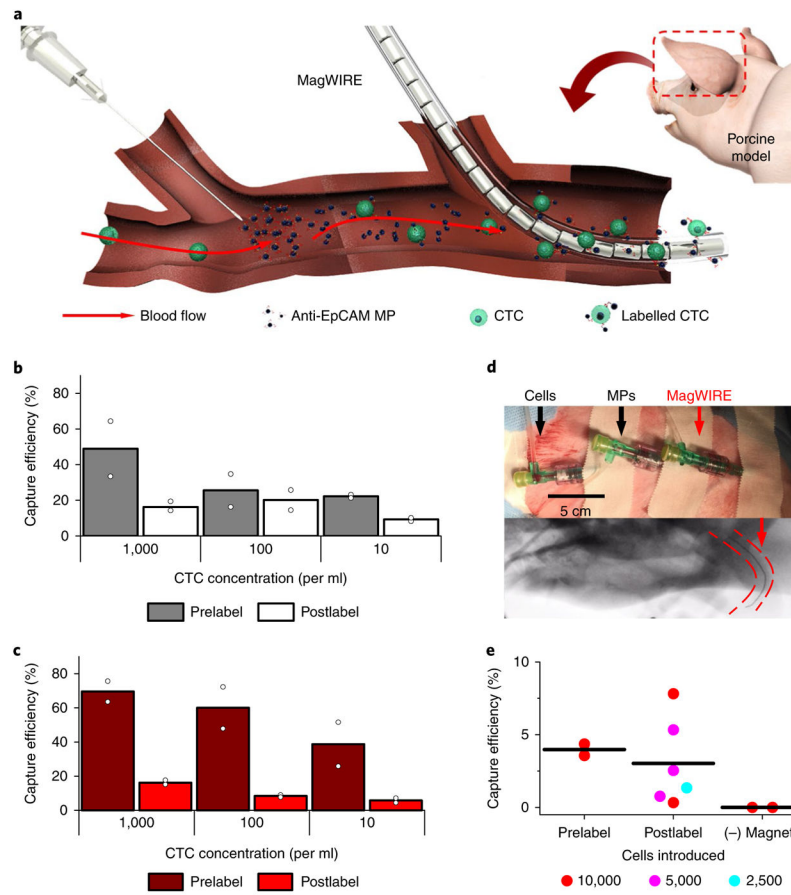 a
MagWIRE
Porcine
model
Blood flow
Anti-EpCAM MP
CTC
Labelled CTC
b
Capture efficiency (%)
80
60
40
20
0
1,000
100
10
CTC concentration (per ml)
Prelabel
Postlabel
c
Capture efficiency (%)
80
60
40
20
0
1,000
100
10
CTC concentration (per ml)
Prelabel
Postlabel
d
Cells
MPs
MagWIRE
5 cm
e
Capture efficiency (%)
10
5
0
Prelabel
Postlabel
(–) Magnet
Cells introduced
10,000
5,000
2,500